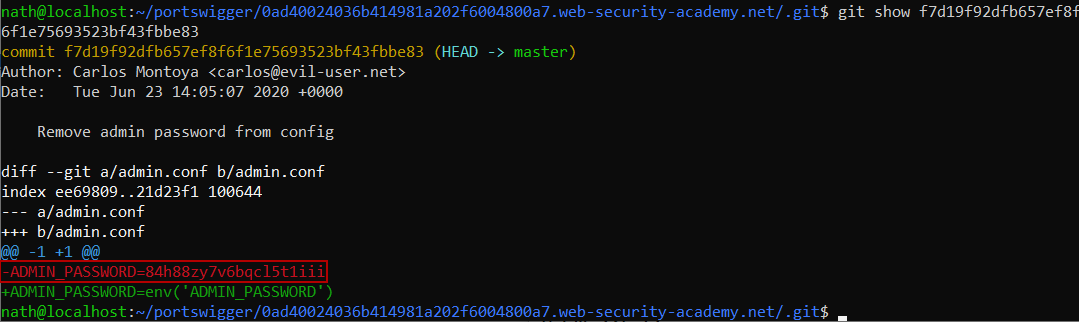 nath@localhost:~/portswigger/0ad40024036b414981a202f6004800a7.web-security-academy.net/.git$ git show f7d19f92dfb657ef8f
6f1e75693523bf43fbbe83
commit f7d19f92dfb657ef8f6f1e75693523bf43fbbe83 (HEAD -> master)
Author: Carlos Montoya <carlos@evil-user.net>
Date:   Tue Jun 23 14:05:07 2020 +0000
    Remove admin password from config
diff --git a/admin.conf b/admin.conf
index ee69809..21d23f1 100644
--- a/admin.conf
+++ b/admin.conf
@@ -1 +1 @@
-ADMIN_PASSWORD=84h88zy7v6bqcl5t1iii
+ADMIN_PASSWORD=env('ADMIN_PASSWORD')
nath@localhost:~/portswigger/0ad40024036b414981a202f6004800a7.web-security-academy.net/.git$